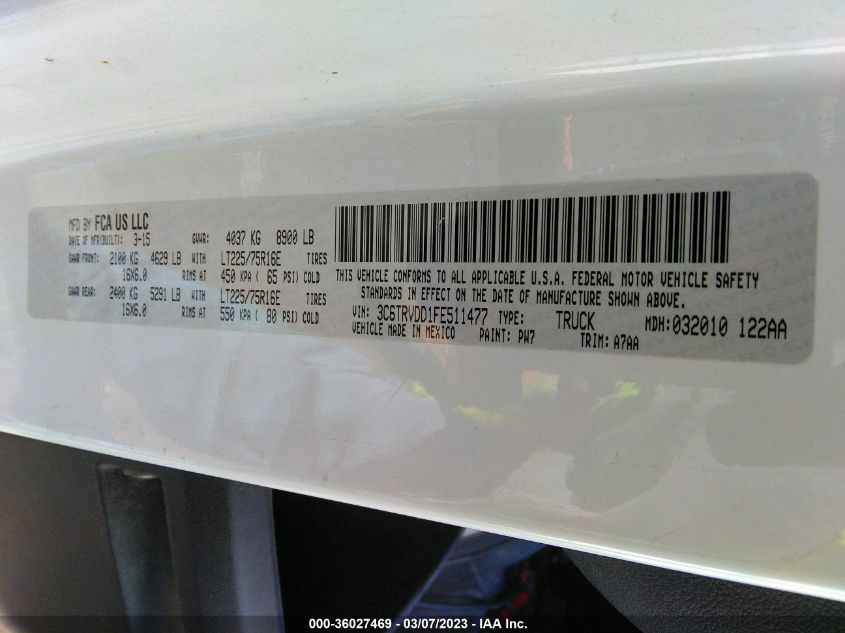 MFD BY FCA US LLC
DATE OF MFR(BUILT): 3-15 GVWR: 4037 KG 8900 LB
GAWR FRONT: 2100 KG 4629 LB WITH LT225/75R16E TIRES
16X6.0 RIMS AT 450 KPA ( 65 PSI) COLD
GAWR REAR: 2400 KG 5291 LB WITH LT225/75R16E TIRES
16X6.0 RIMS AT 550 KPA ( 80 PSI) COLD
THIS VEHICLE CONFORMS TO ALL APPLICABLE U.S.A. FEDERAL MOTOR VEHICLE SAFETY
STANDARDS IN EFFECT ON THE DATE OF MANUFACTURE SHOWN ABOVE.
VIN: 3C6TRVDD1FE511477 TYPE: TRUCK MDH: 032010 122AA
VEHICLE MADE IN MEXICO PAINT: PW7 TRIM: A7AA
000-36027469 - 03/07/2023 - IAA Inc.